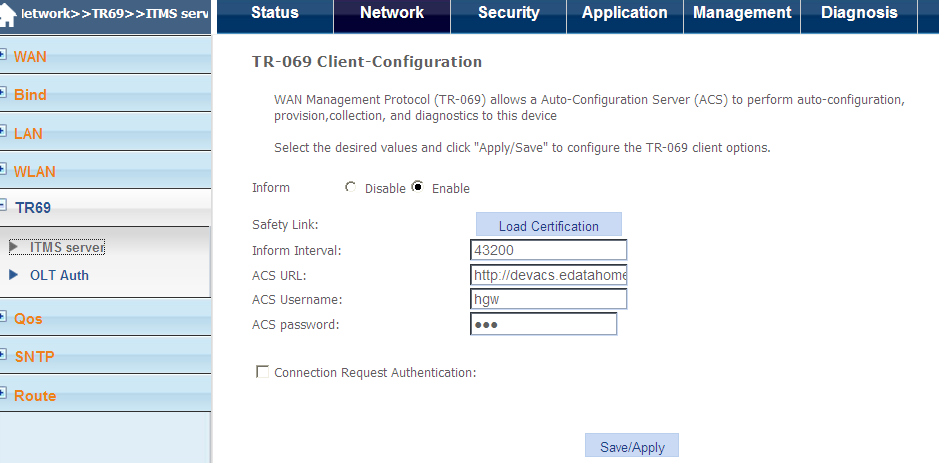 letwork>>TR69>>ITMS serv
Status Network Security Application Management Diagnosis
WAN
Bind
LAN
WLAN
TR69
ITMS server
OLT Auth
Qos
SNTP
Route
TR-069 Client-Configuration
WAN Management Protocol (TR-069) allows a Auto-Configuration Server (ACS) to perform auto-configuration,
provision,collection, and diagnostics to this device
Select the desired values and click "Apply/Save" to configure the TR-069 client options.
Inform Disable Enable
Safety Link: Load Certification
Inform Interval: 43200
ACS URL: http://devacs.edatahome
ACS Username: hgw
ACS password: ●●●
Connection Request Authentication:
Save/Apply